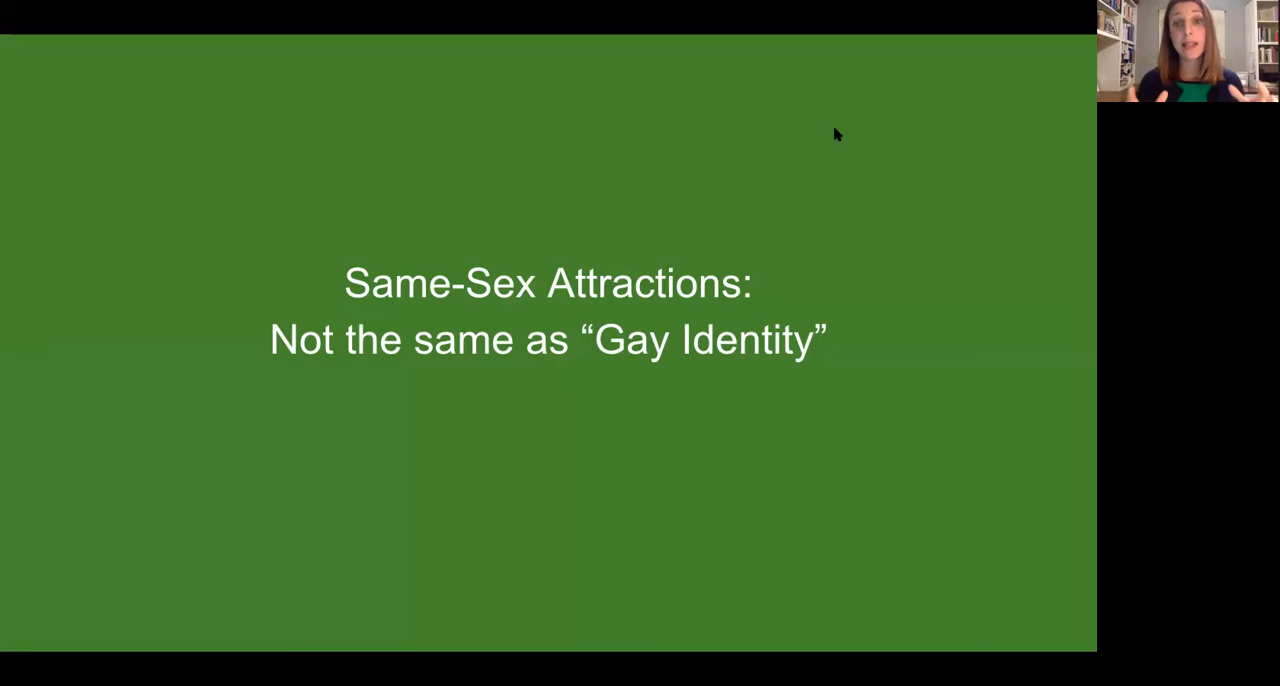 Same-Sex Attractions:
Not the same as “Gay Identity”